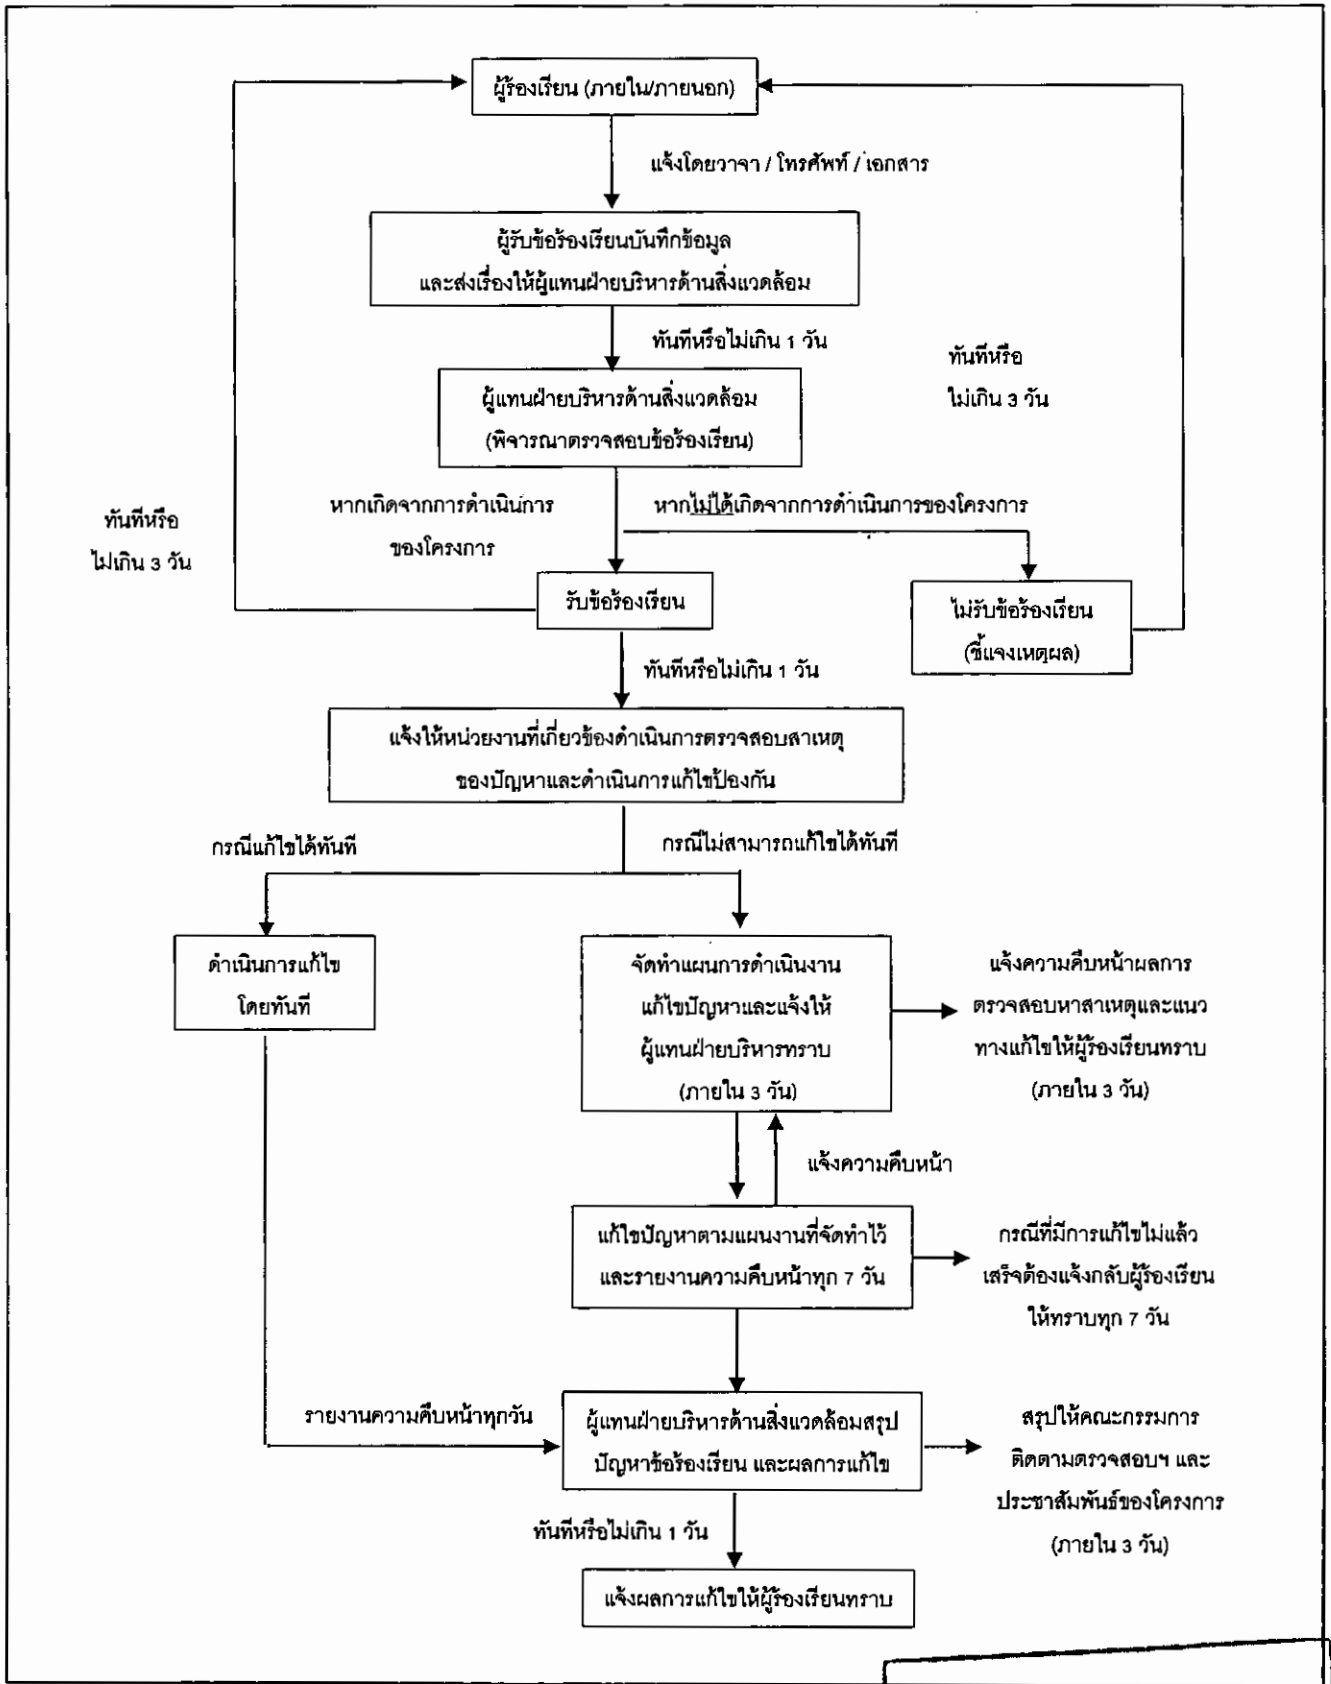 ผู้ร้องเรียน (ภายใน/ภายนอก)
แจ้งโดยวาจา / โทรศัพท์ / เอกสาร
ผู้รับข้อร้องเรียนบันทึกข้อมูล
และส่งเรื่องให้ผู้แทนฝ่ายบริหารด้านสิ่งแวดล้อม
ทันทีหรือไม่เกิน 1 วัน
ทันทีหรือ
ไม่เกิน 3 วัน
ผู้แทนฝ่ายบริหารด้านสิ่งแวดล้อม
(พิจารณาตรวจสอบข้อร้องเรียน)
หากเกิดจากการดำเนินการ
ของโครงการ
หากไม่ได้เกิดจากการดำเนินการของโครงการ
ทันทีหรือ
ไม่เกิน 3 วัน
รับข้อร้องเรียน
ไม่รับข้อร้องเรียน
(ชี้แจงเหตุผล)
ทันทีหรือไม่เกิน 1 วัน
แจ้งให้หน่วยงานที่เกี่ยวข้องดำเนินการตรวจสอบสาเหตุ
ของปัญหาและดำเนินการแก้ไขป้องกัน
กรณีแก้ไขได้ทันที
กรณีไม่สามารถแก้ไขได้ทันที
ดำเนินการแก้ไข
โดยทันที
จัดทำแผนการดำเนินงาน
แก้ไขปัญหาและแจ้งให้
ผู้แทนฝ่ายบริหารทราบ
(ภายใน 3 วัน)
แจ้งความคืบหน้าผลการ
ตรวจสอบหาสาเหตุและแนว
ทางแก้ไขให้ผู้ร้องเรียนทราบ
(ภายใน 3 วัน)
แจ้งความคืบหน้า
แก้ไขปัญหาตามแผนงานที่จัดทำไว้
และรายงานความคืบหน้าทุก 7 วัน
กรณีที่มีการแก้ไขไม่แล้ว
เสร็จต้องแจ้งกลับผู้ร้องเรียน
ให้ทราบทุก 7 วัน
รายงานความคืบหน้าทุกวัน
ผู้แทนฝ่ายบริหารด้านสิ่งแวดล้อมสรุป
ปัญหาข้อร้องเรียน และผลการแก้ไข
สรุปให้คณะกรรมการ
ติดตามตรวจสอบฯ และ
ประชาสัมพันธ์ของโครงการ
(ภายใน 3 วัน)
ทันทีหรือไม่เกิน 1 วัน
แจ้งผลการแก้ไขให้ผู้ร้องเรียนทราบ